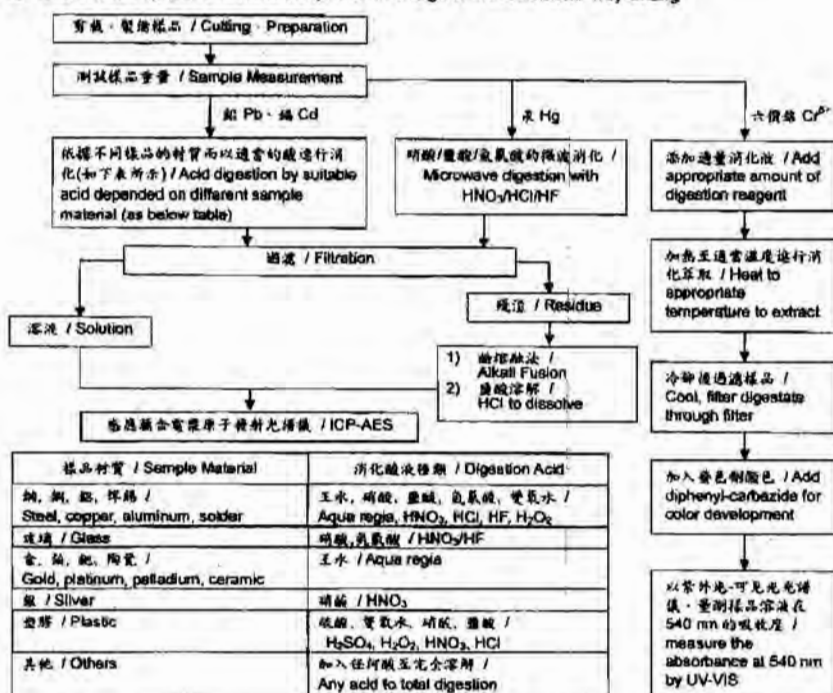 剪裁、製備樣品 / Cutting、Preparation
測試樣品重量 / Sample Measurement
鉛 Pb、鎘 Cd
汞 Hg
六價鉻 Cr6+
依據不同樣品的材質而以適當的酸進行消
化(如下表所示) / Acid digestion by suitable
acid depended on different sample
material (as below table)
硝酸/鹽酸/氫氟酸的微波消化 /
Microwave digestion with
HNO3/HCl/HF
添加適量消化液 / Add
appropriate amount of
digestion reagent
過濾 / Filtration
加熱至適當溫度進行消
化萃取 / Heat to
appropriate
temperature to extract
溶液 / Solution
殘渣 / Residue
1) 鹼熔融法 /
Alkali Fusion
2) 鹽酸溶解 /
HCl to dissolve
冷卻後過濾樣品 /
Cool, filter digestate
through filter
感應耦合電漿原子發射光譜儀 / ICP-AES
加入發色劑顯色 / Add
diphenyl-carbazide for
color development
以紫外光-可見光光譜
儀，量測樣品溶液在
540 nm 的吸收度 /
measure the
absorbance at 540 nm
by UV-VIS
樣品材質 / Sample Material 消化酸液種類 / Digestion Acid
鋼, 銅, 鋁, 焊錫 / 王水, 硝酸, 鹽酸, 氫氟酸, 雙氧水 /
Steel, copper, aluminum, solder Aqua regia, HNO3, HCl, HF, H2O2
玻璃 / Glass 硝酸,氫氟酸 / HNO3/HF
金, 鉑, 鈀, 陶瓷 / 王水 / Aqua regia
Gold, platinum, palladium, ceramic
銀 / Silver 硝酸 / HNO3
塑膠 / Plastic 硫酸, 雙氧水, 硝酸, 鹽酸 /
H2SO4, H2O2, HNO3, HCl
其他 / Others 加入任何酸至完全溶解 /
Any acid to total digestion